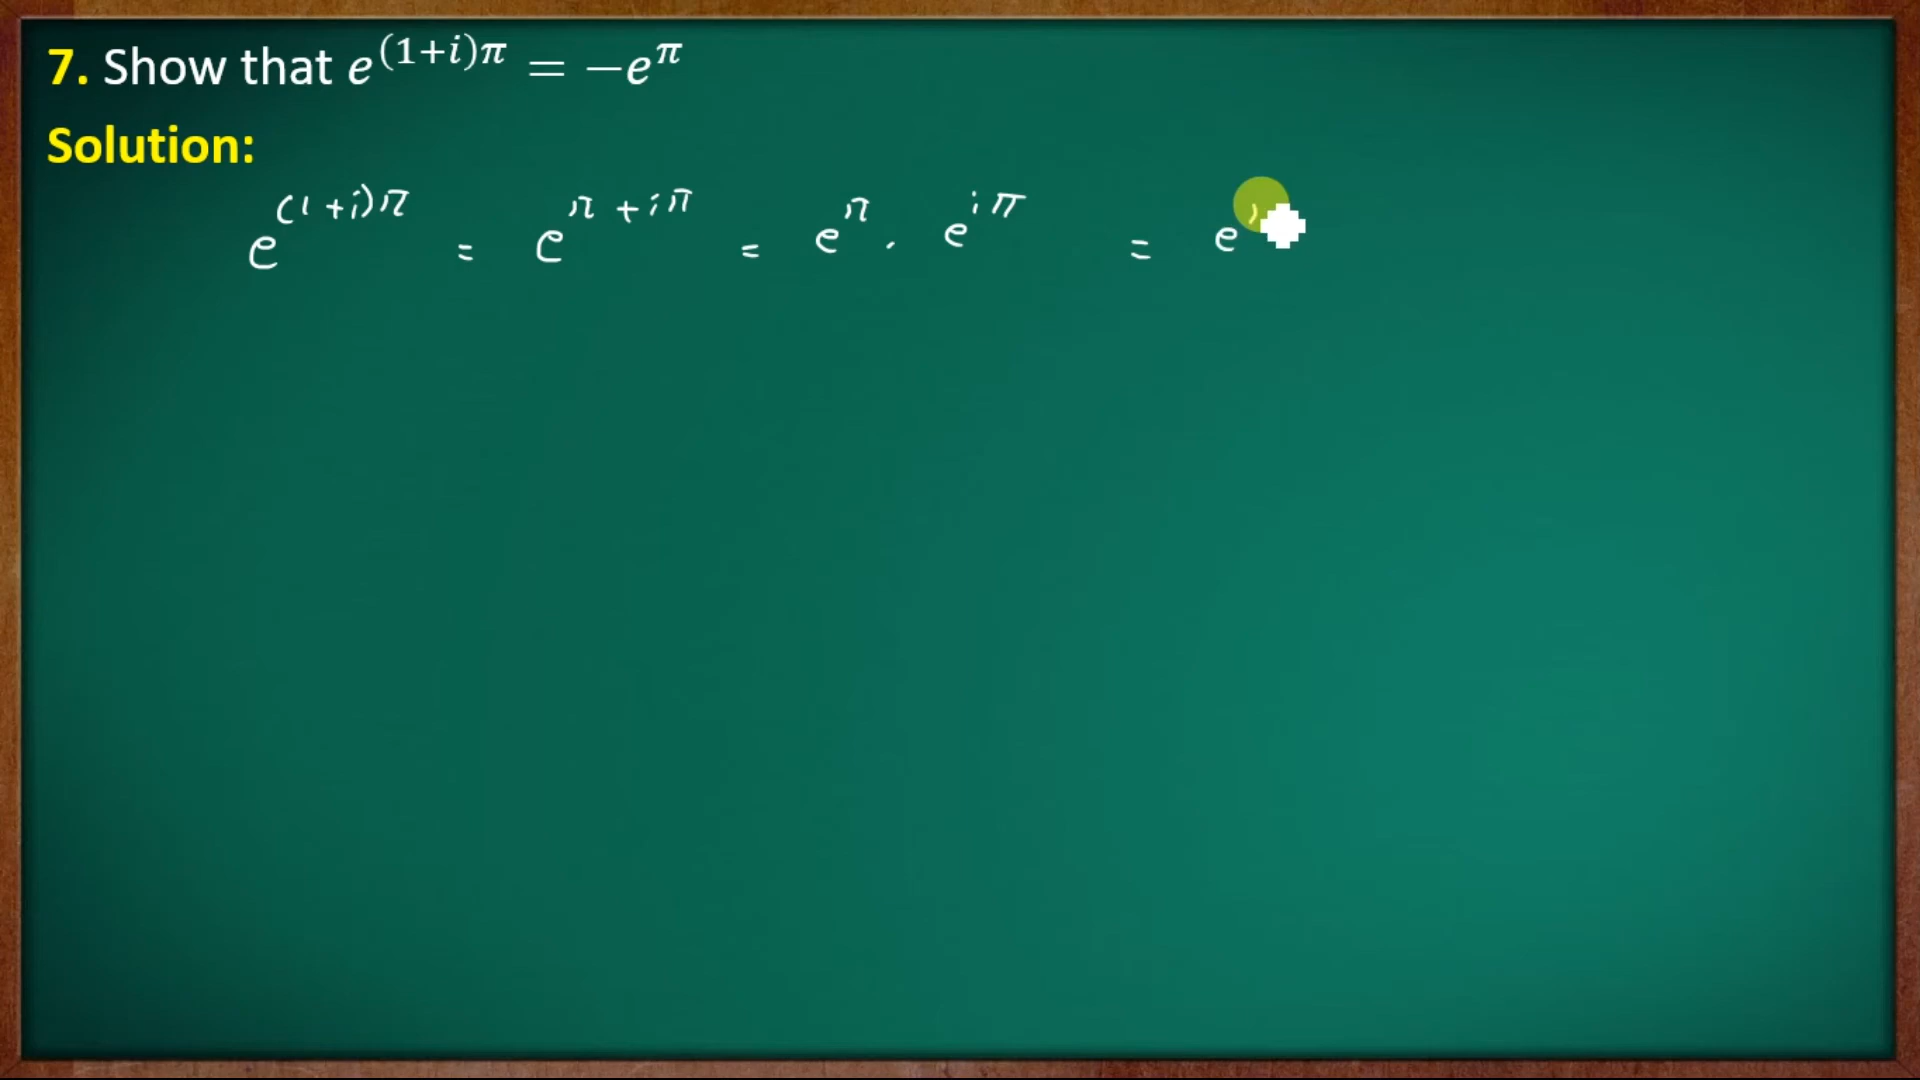 7. Show that e^{(1+i)π} = −e^π
Solution:
e^{(1+i)π} = e^{π+iπ} = e^π · e^{iπ} = e